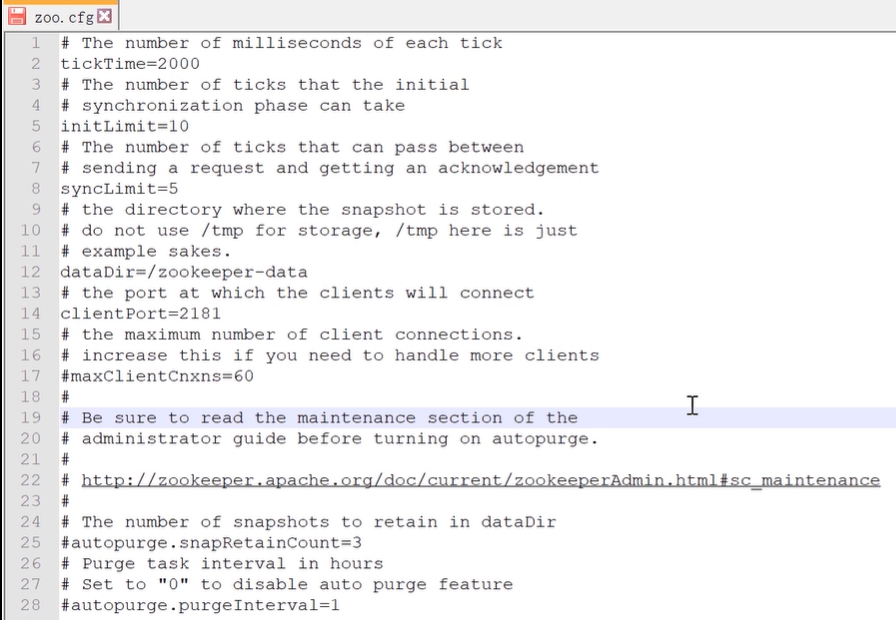 zoo.cfg
1 # The number of milliseconds of each tick
2 tickTime=2000
3 # The number of ticks that the initial
4 # synchronization phase can take
5 initLimit=10
6 # The number of ticks that can pass between
7 # sending a request and getting an acknowledgement
8 syncLimit=5
9 # the directory where the snapshot is stored.
10 # do not use /tmp for storage, /tmp here is just
11 # example sakes.
12 dataDir=/zookeeper-data
13 # the port at which the clients will connect
14 clientPort=2181
15 # the maximum number of client connections.
16 # increase this if you need to handle more clients
17 #maxClientCnxns=60
18 #
19 # Be sure to read the maintenance section of the
20 # administrator guide before turning on autopurge.
21 #
22 # http://zookeeper.apache.org/doc/current/zookeeperAdmin.html#sc_maintenance
23 #
24 # The number of snapshots to retain in dataDir
25 #autopurge.snapRetainCount=3
26 # Purge task interval in hours
27 # Set to "0" to disable auto purge feature
28 #autopurge.purgeInterval=1